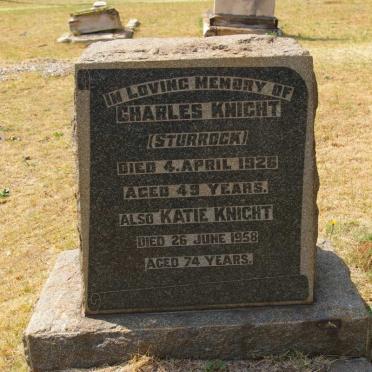 IN LOVING MEMORY OF
CHARLES KNIGHT
(STURROCK)
DIED 4. APRIL 1926
AGED 49 YEARS.
ALSO KATIE KNIGHT
DIED 26 JUNE 1958
AGED 74 YEARS.